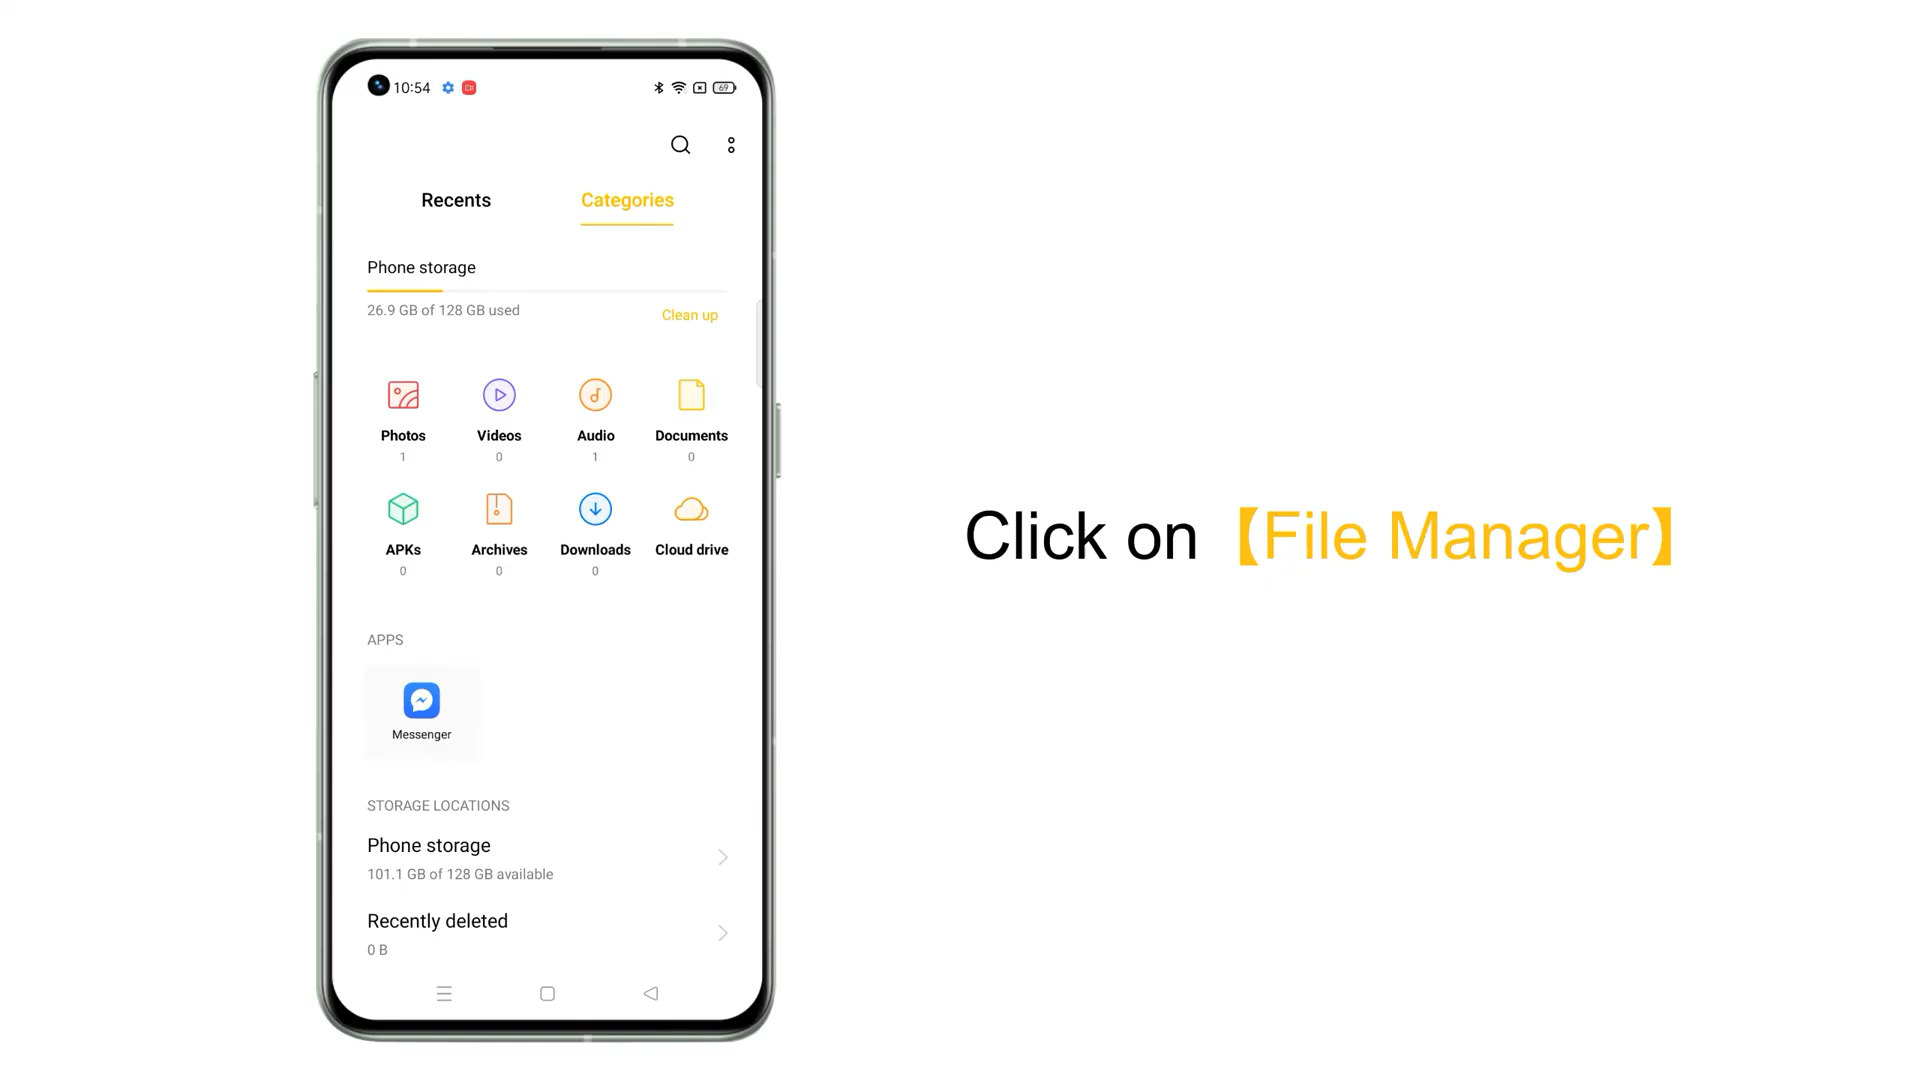 10:54
69
Recents Categories
Phone storage
26.9 GB of 128 GB used
Clean up
Photos Videos Audio Documents
1 0 1 0
APKs Archives Downloads Cloud drive
0 0 0
APPS
Messenger
STORAGE LOCATIONS
Phone storage
101.1 GB of 128 GB available
Recently deleted
0 B
Click on【File Manager】